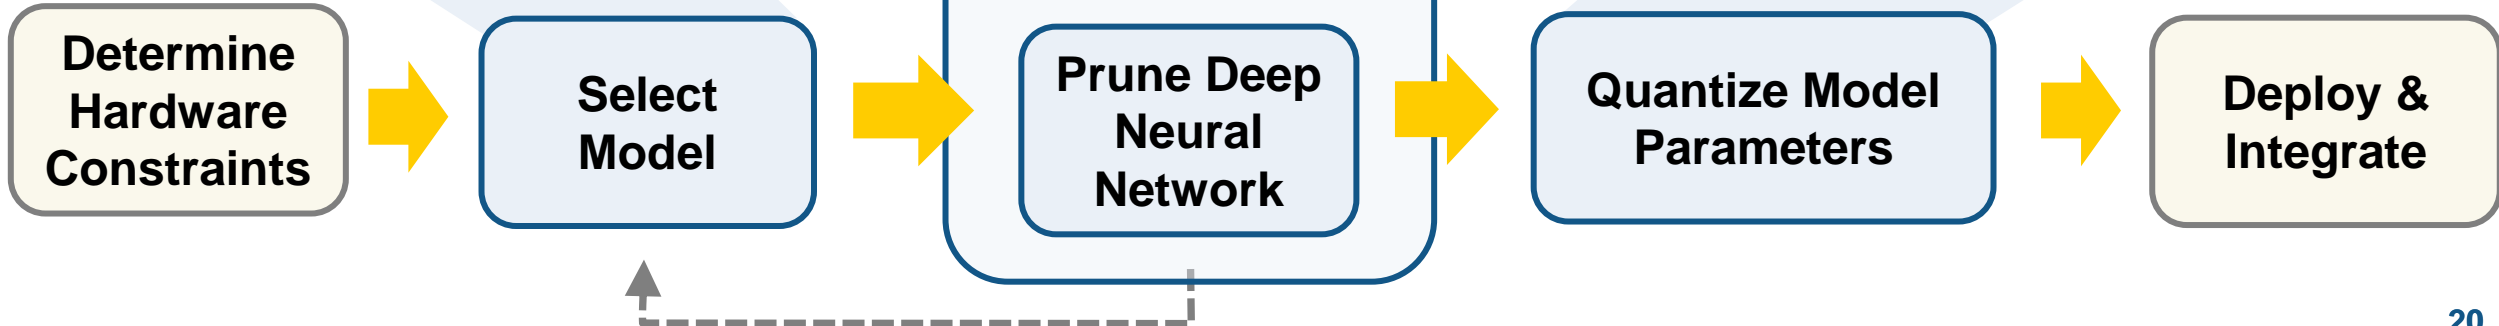 Determine
Hardware
Constraints
Select
Model
Prune Deep
Neural
Network
Quantize Model
Parameters
Deploy &
Integrate
20